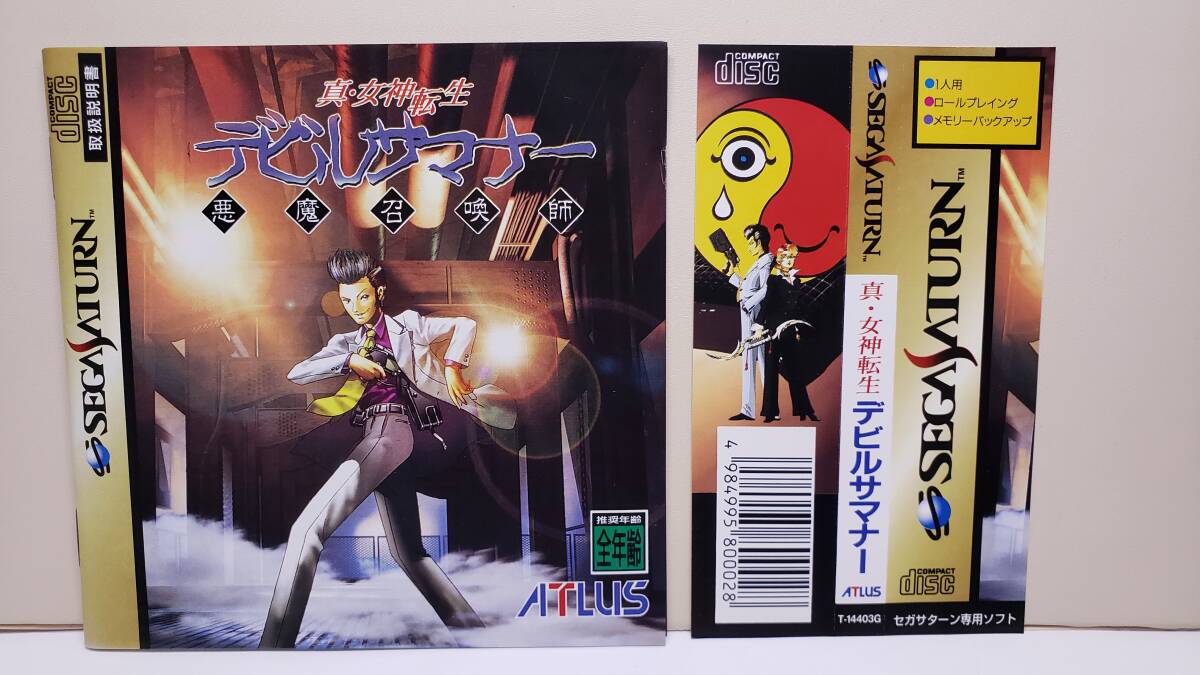 COMPACT
disc
取扱説明書
SEGA SATURN™
真・女神転生
デビルサマナー
悪魔召喚師
推奨年齢
全年齢
ATLUS
COMPACT
disc
4 984995 800028
SEGA SATURN™
真・女神転生
デビルサマナー
ATLUS
T-14403G
1人用
ロールプレイング
メモリーバックアップ
SEGA SATURN™
COMPACT
disc
セガサターン専用ソフト